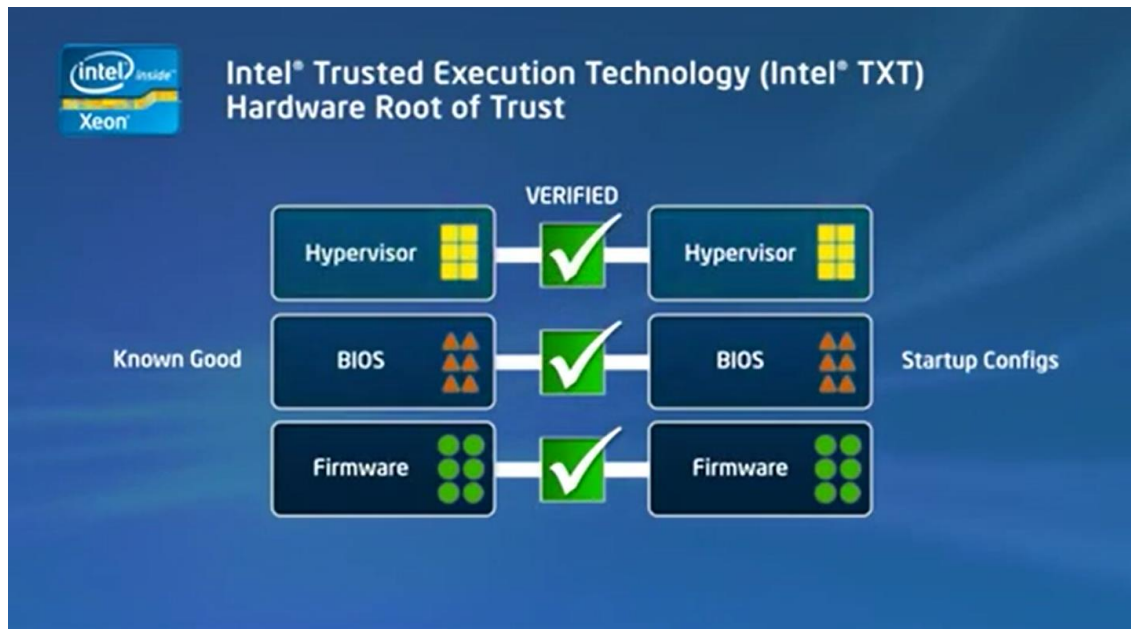 intel inside™
Xeon®
Intel® Trusted Execution Technology (Intel® TXT)
Hardware Root of Trust
VERIFIED
Hypervisor Hypervisor
Known Good BIOS BIOS Startup Configs
Firmware Firmware